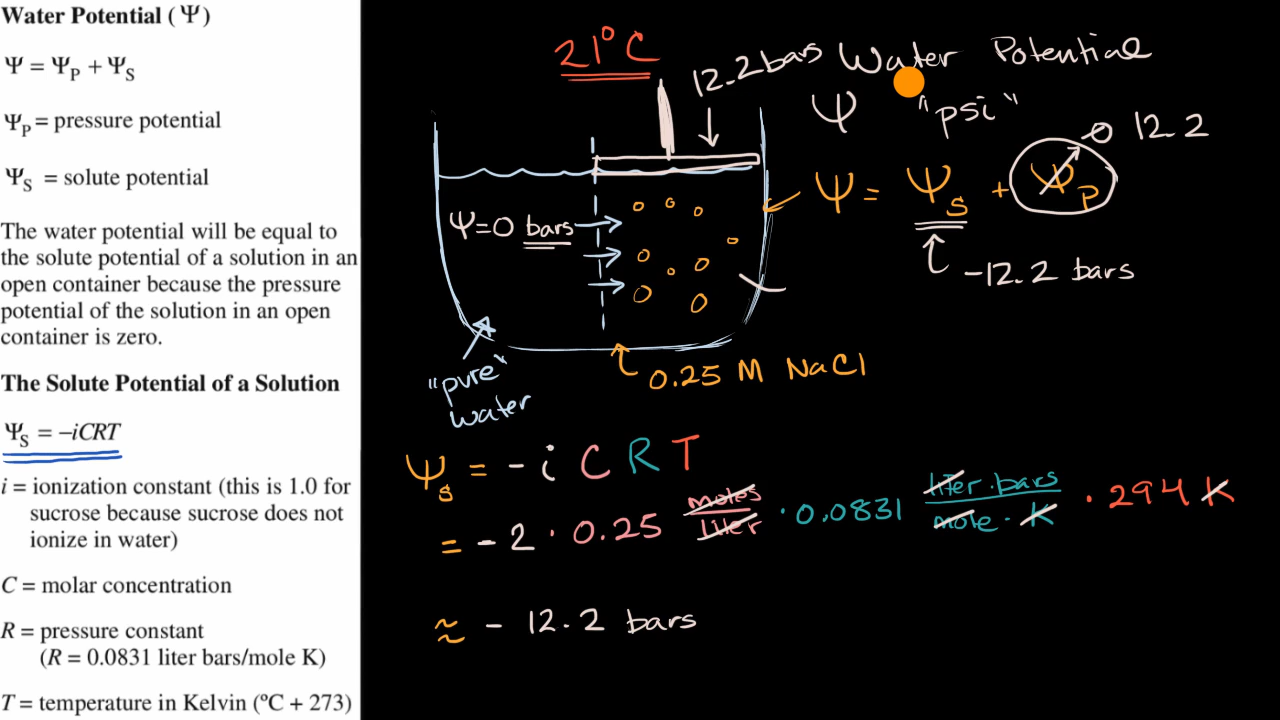 Water Potential ( Ψ )
Ψ = ΨP + ΨS
ΨP = pressure potential
ΨS = solute potential
The water potential will be equal to
the solute potential of a solution in an
open container because the pressure
potential of the solution in an open
container is zero.
The Solute Potential of a Solution
ΨS = –iCRT
i = ionization constant (this is 1.0 for
sucrose because sucrose does not
ionize in water)
C = molar concentration
R = pressure constant
(R = 0.0831 liter bars/mole K)
T = temperature in Kelvin (ºC + 273)
21° C
12.2 bars
Water Potential
Ψ "psi"
12.2
Ψ = ΨS + ΨP
-12.2 bars
Ψ=0 bars
"pure"
water
0.25 M NaCl
ΨS = - i C R T
= - 2 · 0.25 moles/liter · 0.0831 liter·bars/mole·K · 294 K
≈ - 12.2 bars